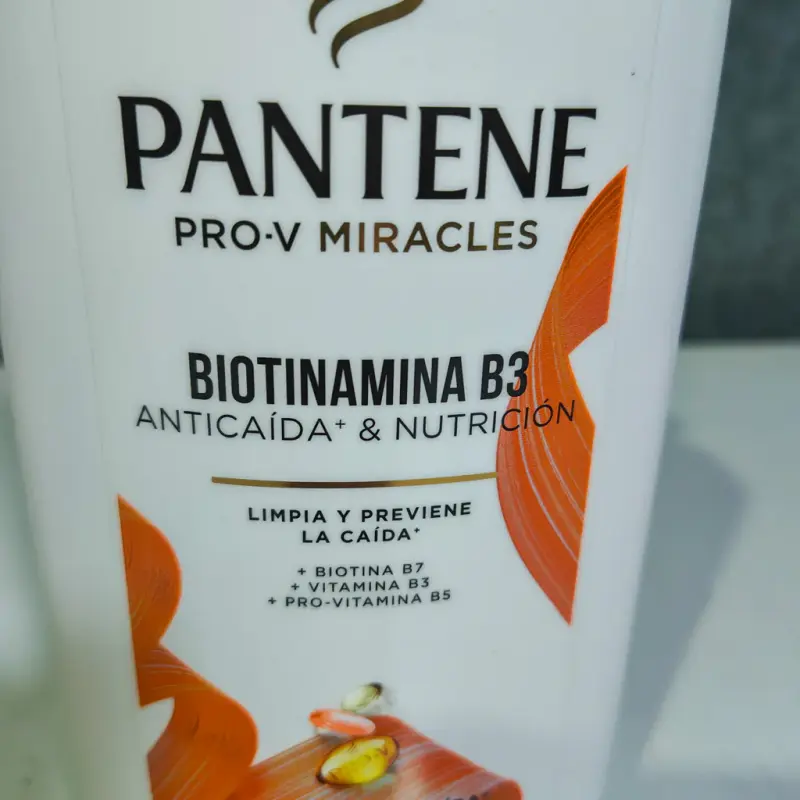 PANTENE
PRO-V MIRACLES
BIOTINAMINA B3
ANTICAÍDA⁺ & NUTRICIÓN
LIMPIA Y PREVIENE
LA CAÍDA⁺
+ BIOTINA B7
+ VITAMINA B3
+ PRO-VITAMINA B5